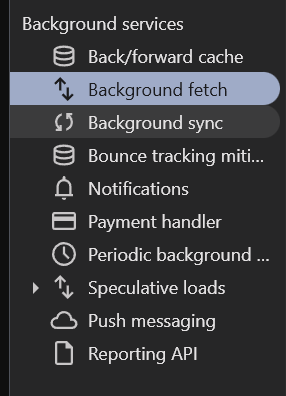 Background services
Back/forward cache
Background fetch
Background sync
Bounce tracking miti...
Notifications
Payment handler
Periodic background ...
Speculative loads
Push messaging
Reporting API